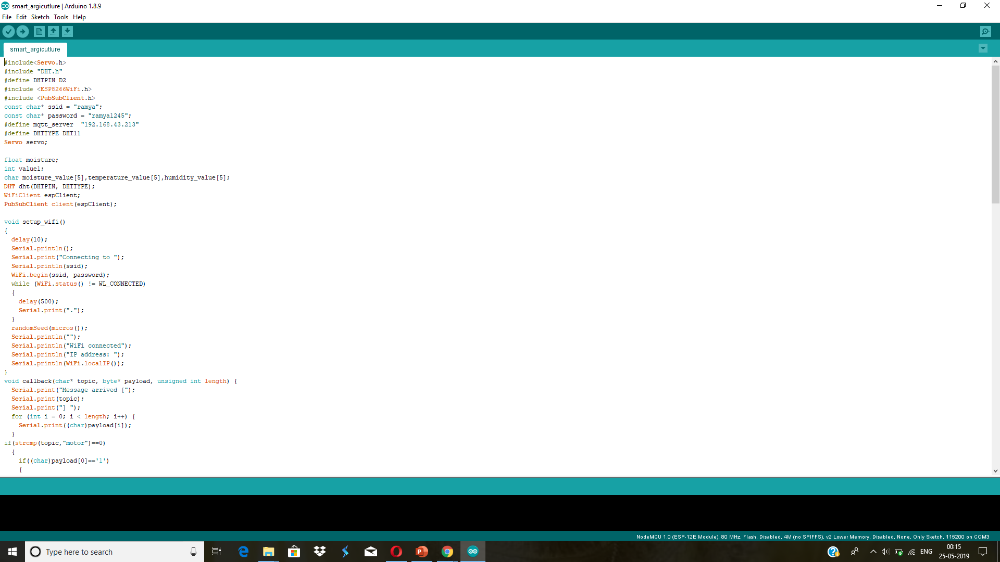 smart_argicutlure | Arduino 1.8.9
File Edit Sketch Tools Help
smart_argicutlure
#include<Servo.h>
#include "DHT.h"
#define DHTPIN D2
#include <ESP8266WiFi.h>
#include <PubSubClient.h>
const char* ssid = "ramya";
const char* password = "ramya1245";
#define mqtt_server  "192.168.43.213"
#define DHTTYPE DHT11
Servo servo;
float moisture;
int value1;
char moisture_value[5],temperature_value[5],humidity_value[5];
DHT dht(DHTPIN, DHTTYPE);
WiFiClient espClient;
PubSubClient client(espClient);
void setup_wifi()
{
delay(10);
Serial.println();
Serial.print("Connecting to ");
Serial.println(ssid);
WiFi.begin(ssid, password);
while (WiFi.status() != WL_CONNECTED)
{
delay(500);
Serial.print(".");
}
randomSeed(micros());
Serial.println("");
Serial.println("WiFi connected");
Serial.println("IP address: ");
Serial.println(WiFi.localIP());
}
void callback(char* topic, byte* payload, unsigned int length) {
Serial.print("Message arrived [");
Serial.print(topic);
Serial.print("] ");
for (int i = 0; i < length; i++) {
Serial.print((char)payload[i]);
}
if(strcmp(topic,"motor")==0)
{
if((char)payload[0]=='1')
{
NodeMCU 1.0 (ESP-12E Module), 80 MHz, Flash, Disabled, 4M (no SPIFFS), v2 Lower Memory, Disabled, None, Only Sketch, 115200 on COM3
Type here to search
ENG
00:15
25-05-2019